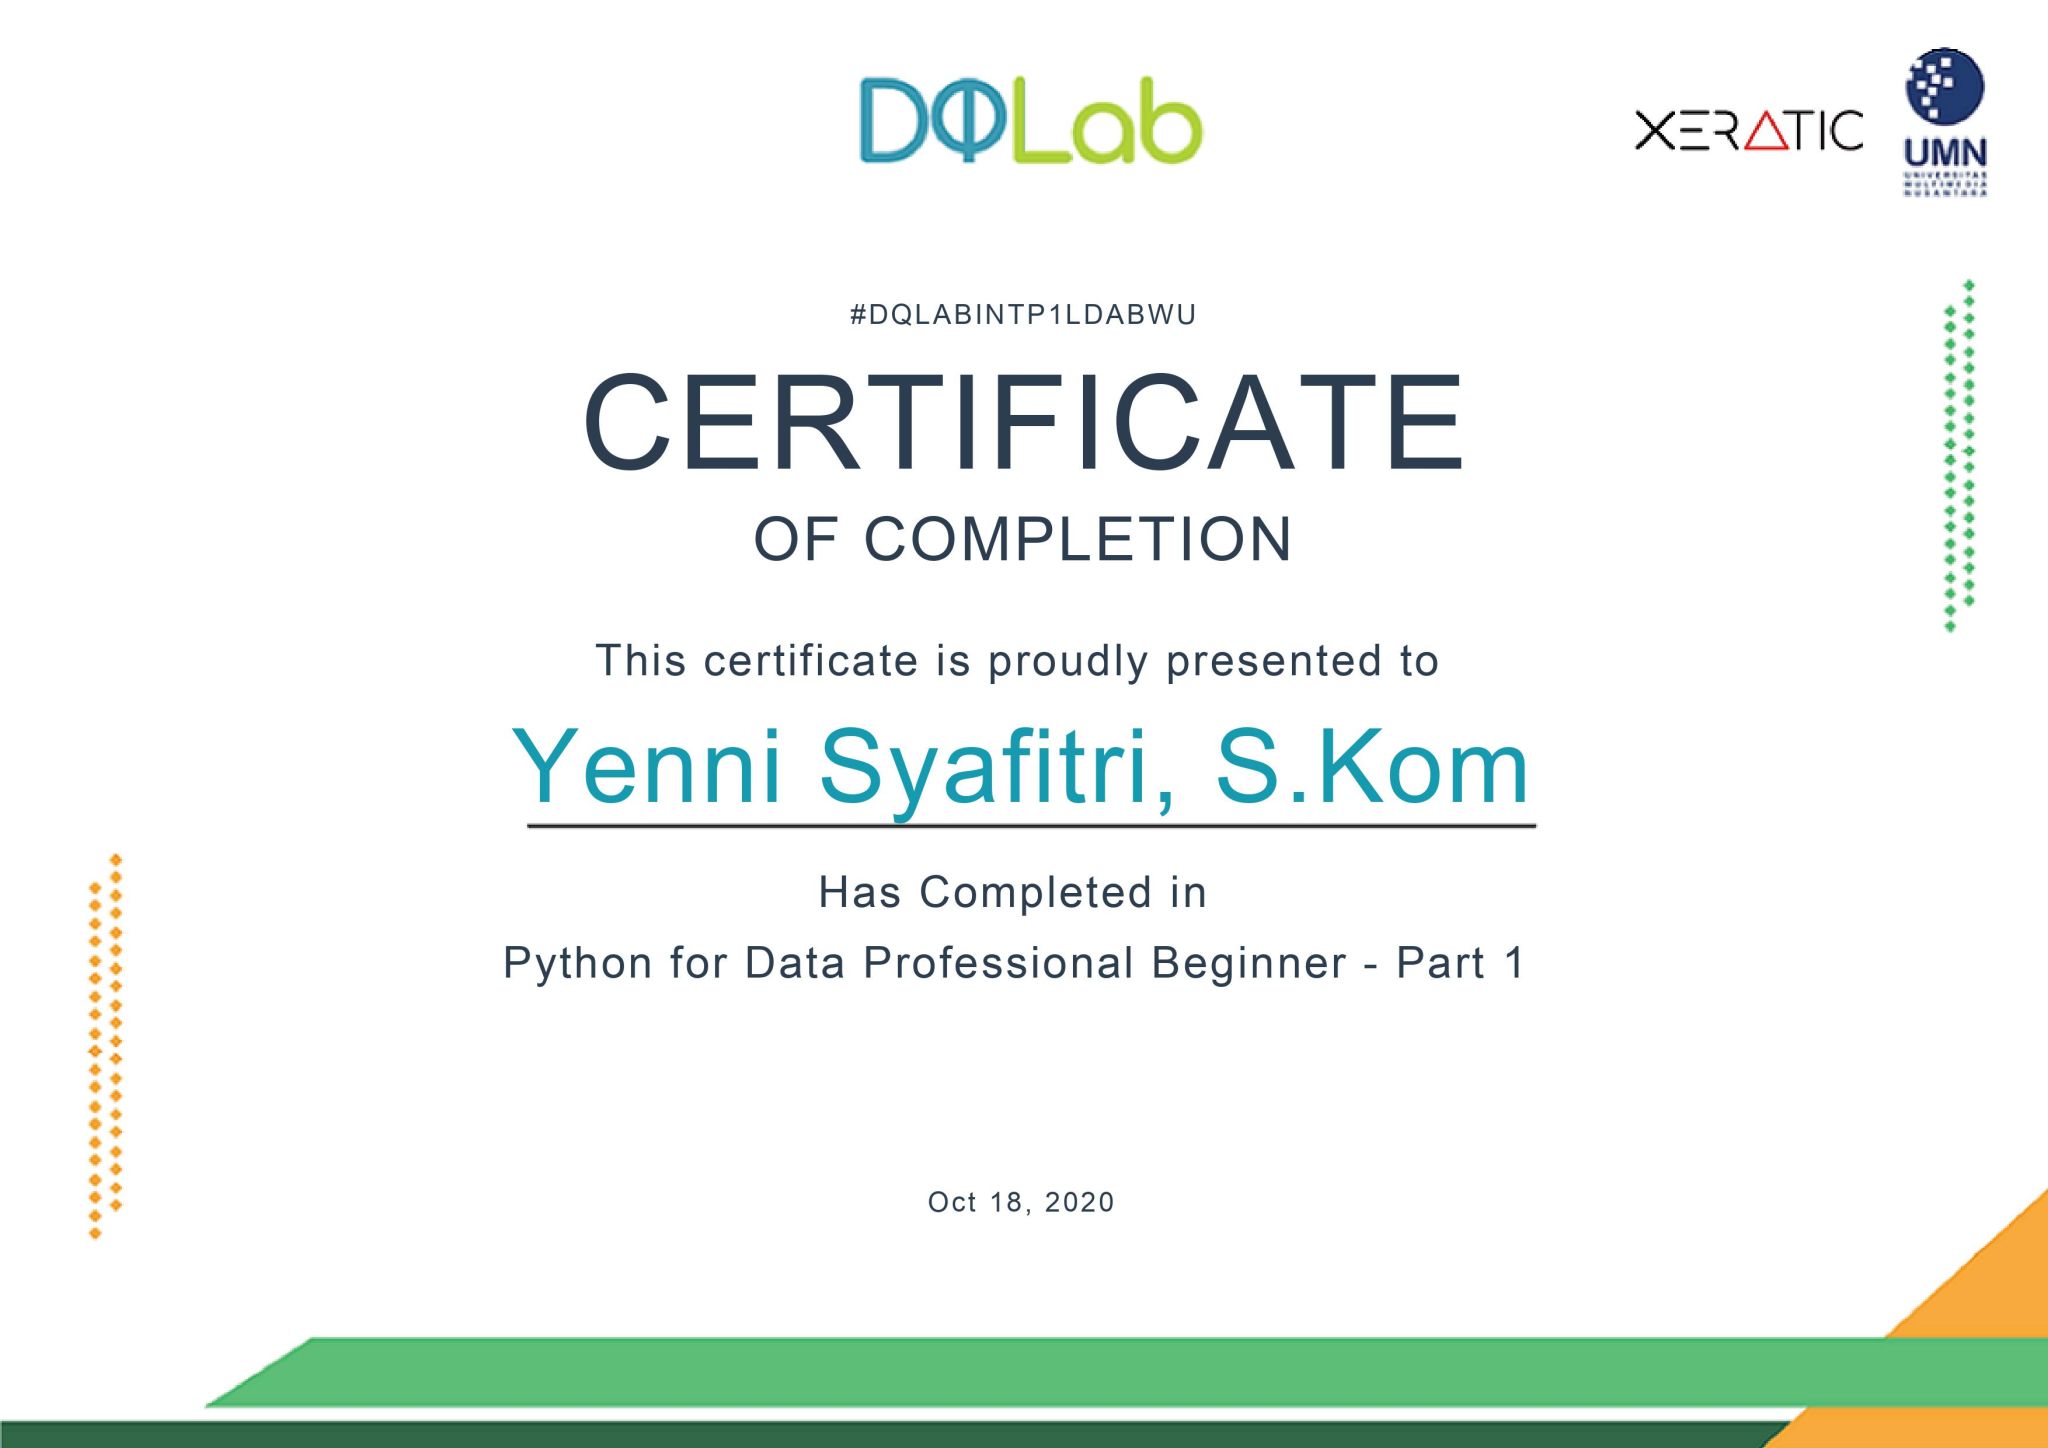 DQLab
XERATIC
UMN
UNIVERSITAS
MULTIMEDIA
NUSANTARA
#DQLABINTP1LDABWU
CERTIFICATE
OF COMPLETION
This certificate is proudly presented to
Yenni Syafitri, S.Kom
Has Completed in
Python for Data Professional Beginner - Part 1
Oct 18, 2020